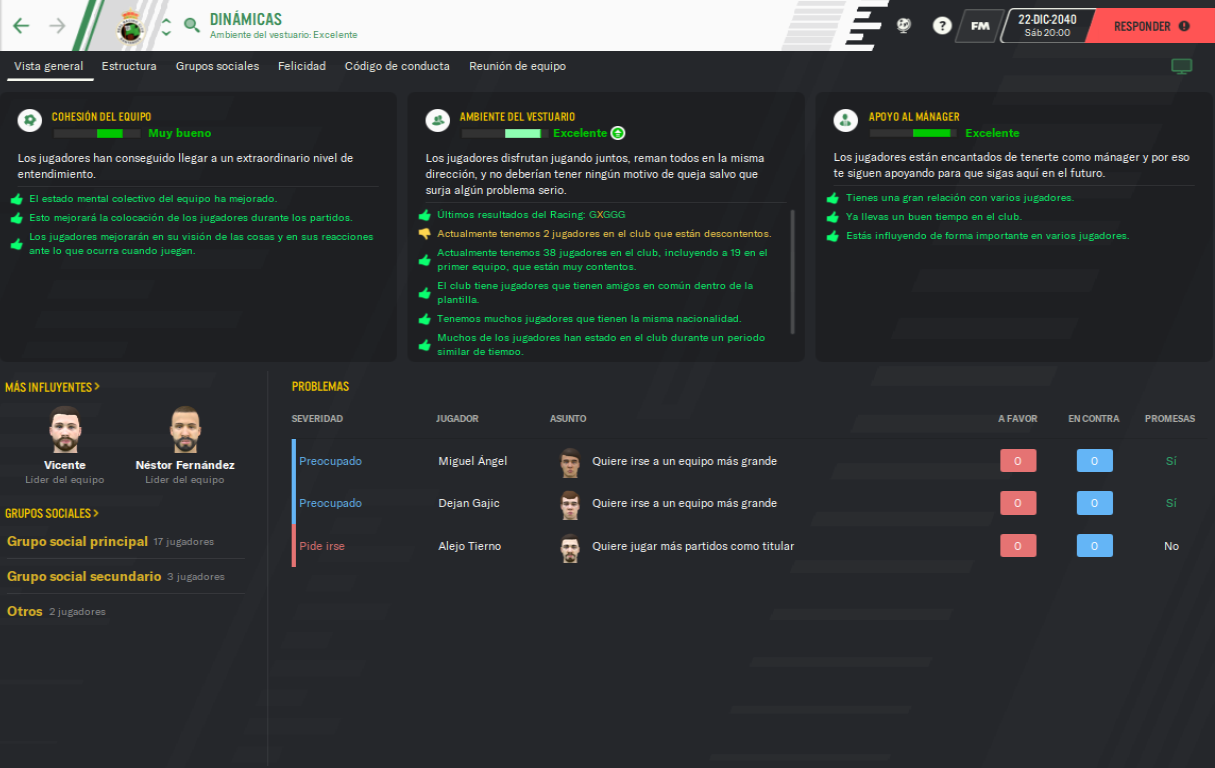 DINÁMICAS
Ambiente del vestuario: Excelente
?
FM
22-DIC-2040
Sáb 20:00
RESPONDER
Vista general
Estructura
Grupos sociales
Felicidad
Código de conducta
Reunión de equipo
COHESIÓN DEL EQUIPO
Muy bueno
Los jugadores han conseguido llegar a un extraordinario nivel de
entendimiento.
El estado mental colectivo del equipo ha mejorado.
Esto mejorará la colocación de los jugadores durante los partidos.
Los jugadores mejorarán en su visión de las cosas y en sus reacciones
ante lo que ocurra cuando juegan.
AMBIENTE DEL VESTUARIO
Excelente
Los jugadores disfrutan jugando juntos, reman todos en la misma
dirección, y no deberían tener ningún motivo de queja salvo que
surja algún problema serio.
Últimos resultados del Racing: GXGGG
Actualmente tenemos 2 jugadores en el club que están descontentos.
Actualmente tenemos 38 jugadores en el club, incluyendo a 19 en el
primer equipo, que están muy contentos.
El club tiene jugadores que tienen amigos en común dentro de la
plantilla.
Tenemos muchos jugadores que tienen la misma nacionalidad.
Muchos de los jugadores han estado en el club durante un periodo
similar de tiempo.
APOYO AL MÁNAGER
Excelente
Los jugadores están encantados de tenerte como mánager y por eso
te siguen apoyando para que sigas aquí en el futuro.
Tienes una gran relación con varios jugadores.
Ya llevas un buen tiempo en el club.
Estás influyendo de forma importante en varios jugadores.
MÁS INFLUYENTES >
Vicente
Líder del equipo
Néstor Fernández
Líder del equipo
GRUPOS SOCIALES >
Grupo social principal 17 jugadores
Grupo social secundario 3 jugadores
Otros 2 jugadores
PROBLEMAS
SEVERIDAD JUGADOR ASUNTO A FAVOR EN CONTRA PROMESAS
Preocupado Miguel Ángel Quiere irse a un equipo más grande 0 0 Sí
Preocupado Dejan Gajic Quiere irse a un equipo más grande 0 0 Sí
Pide irse Alejo Tierno Quiere jugar más partidos como titular 0 0 No